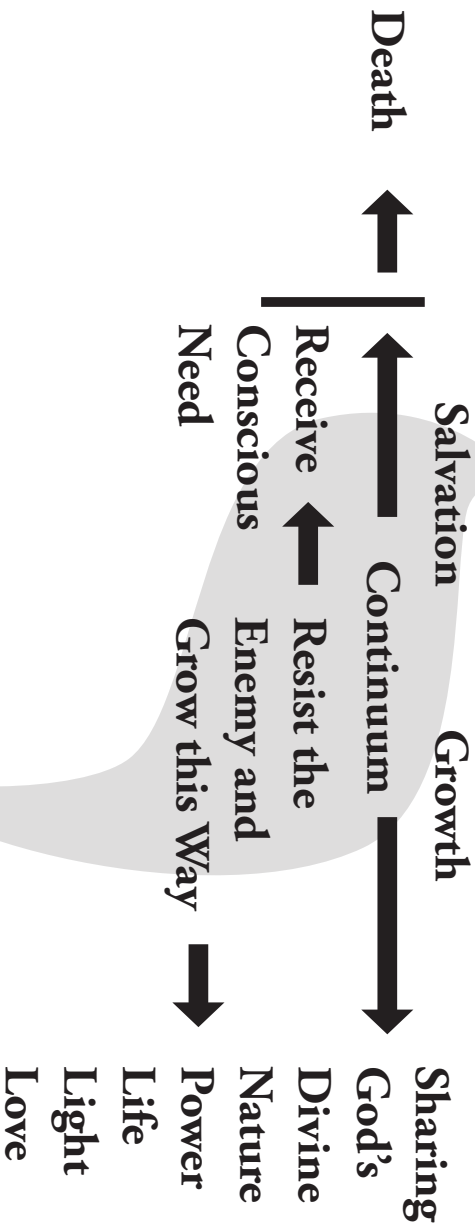 Salvation Growth
Death Continuum
Receive
Conscious
Need
Resist the
Enemy and
Grow this Way
Sharing
God's
Divine
Nature
Power
Life
Light
Love